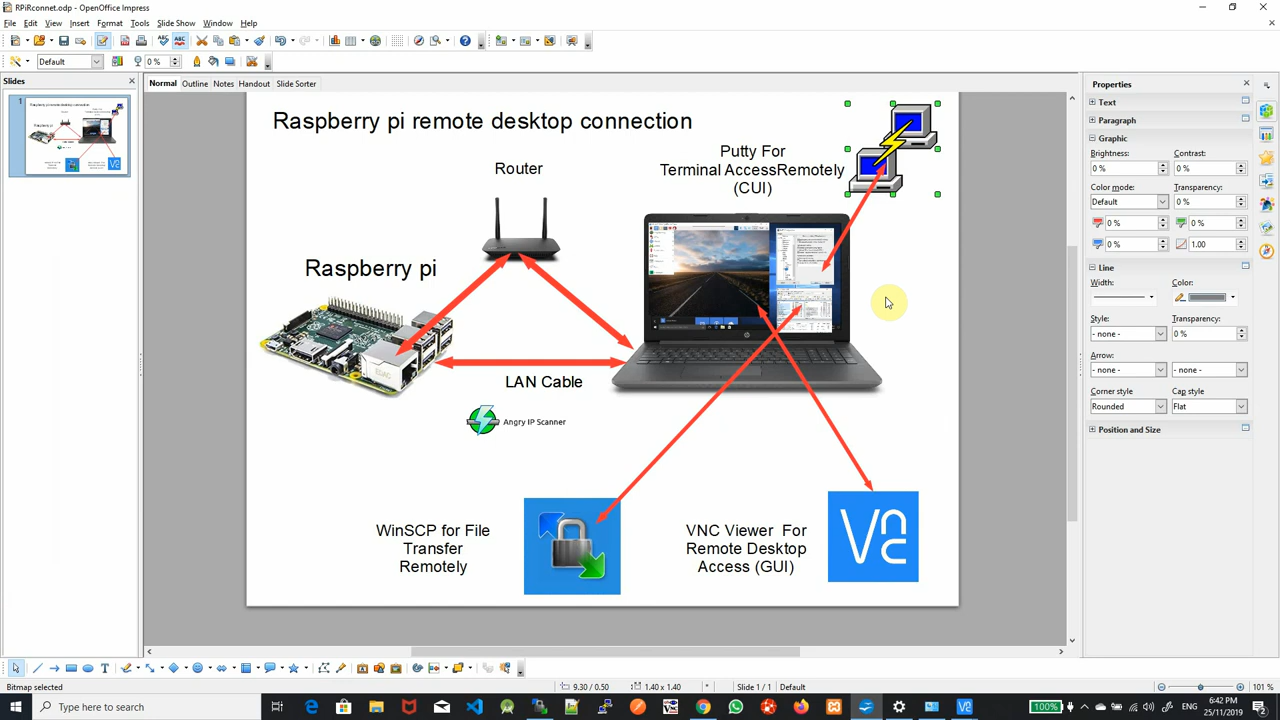 RPiRconnet.odp - OpenOffice Impress
File Edit View Insert Format Tools Slide Show Window Help
Default 0 %
Slides
Normal Outline Notes Handout Slide Sorter
Properties
1
Raspberry pi remote desktop connection
Router
Putty For
Terminal AccessRemotely
(CUI)
Raspberry pi
LAN Cable
Angry IP Scanner
WinSCP for File
Transfer
Remotely
VNC Viewer For
Remote Desktop
Access (GUI)
Text
Paragraph
Graphic
Brightness: Contrast:
0 % 0 %
Color mode: Transparency:
Default 0 %
0 % 0 %
0 % 1.00
Line
Width: Color:
Style: Transparency:
- none - 0 %
Arrow:
- none - - none -
Corner style Cap style
Rounded Flat
Position and Size
Bitmap selected 9.30 / 0.50 1.40 x 1.40 * Slide 1 / 1 Default 101 %
Type here to search
100%
6:42 PM
25/11/2019